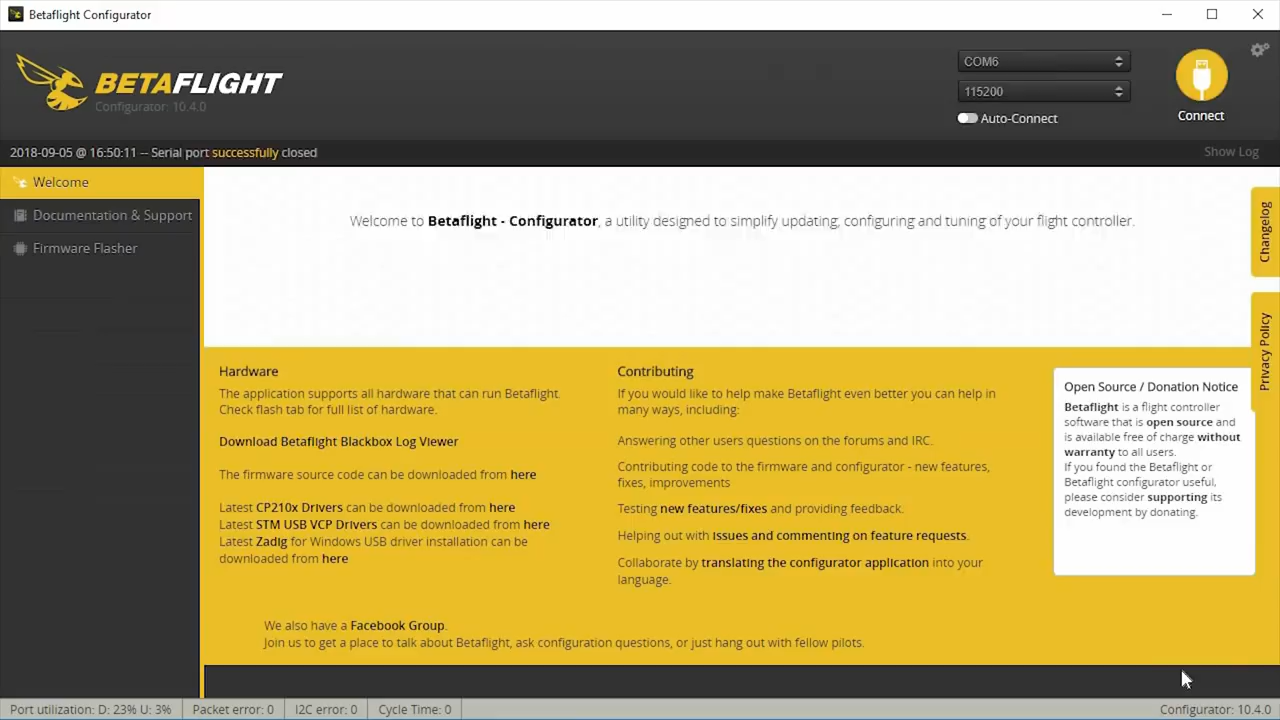 Betaflight Configurator
BETAFLIGHT
Configurator: 10.4.0
COM6
115200
Auto-Connect
Connect
2018-09-05 @ 16:50:11 -- Serial port successfully closed
Show Log
Welcome
Documentation & Support
Firmware Flasher
Welcome to Betaflight - Configurator, a utility designed to simplify updating, configuring and tuning of your flight controller.
Changelog
Privacy Policy
Hardware
The application supports all hardware that can run Betaflight.
Check flash tab for full list of hardware.
Download Betaflight Blackbox Log Viewer
The firmware source code can be downloaded from here
Latest CP210x Drivers can be downloaded from here
Latest STM USB VCP Drivers can be downloaded from here
Latest Zadig for Windows USB driver installation can be
downloaded from here
Contributing
If you would like to help make Betaflight even better you can help in
many ways, including:
Answering other users questions on the forums and IRC.
Contributing code to the firmware and configurator - new features,
fixes, improvements
Testing new features/fixes and providing feedback.
Helping out with issues and commenting on feature requests.
Collaborate by translating the configurator application into your
language.
Open Source / Donation Notice
Betaflight is a flight controller
software that is open source and
is available free of charge without
warranty to all users.
If you found the Betaflight or
Betaflight configurator useful,
please consider supporting its
development by donating.
We also have a Facebook Group.
Join us to get a place to talk about Betaflight, ask configuration questions, or just hang out with fellow pilots.
Port utilization: D: 23% U: 3%
Packet error: 0
I2C error: 0
Cycle Time: 0
Configurator: 10.4.0